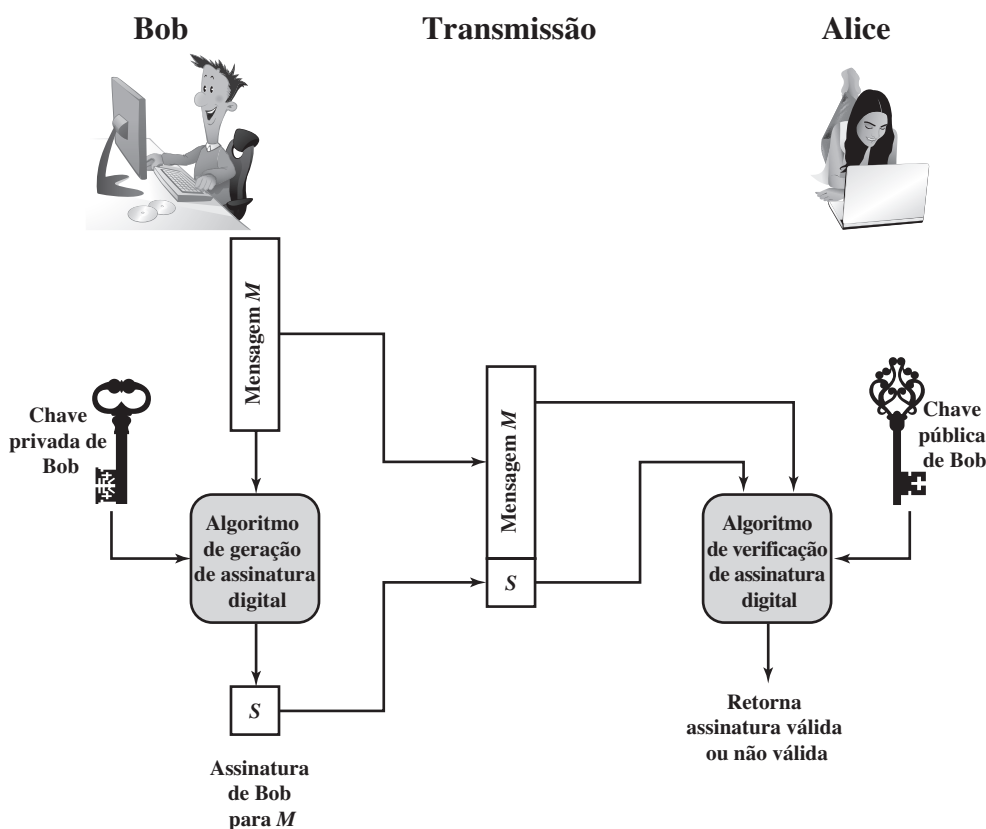 Bob
Transmissão
Alice
Mensagem M
Chave
privada de
Bob
Algoritmo
de geração
de assinatura
digital
S
Assinatura
de Bob
para M
Mensagem M
S
Chave
pública
de Bob
Algoritmo
de verificação
de assinatura
digital
Retorna
assinatura válida
ou não válida